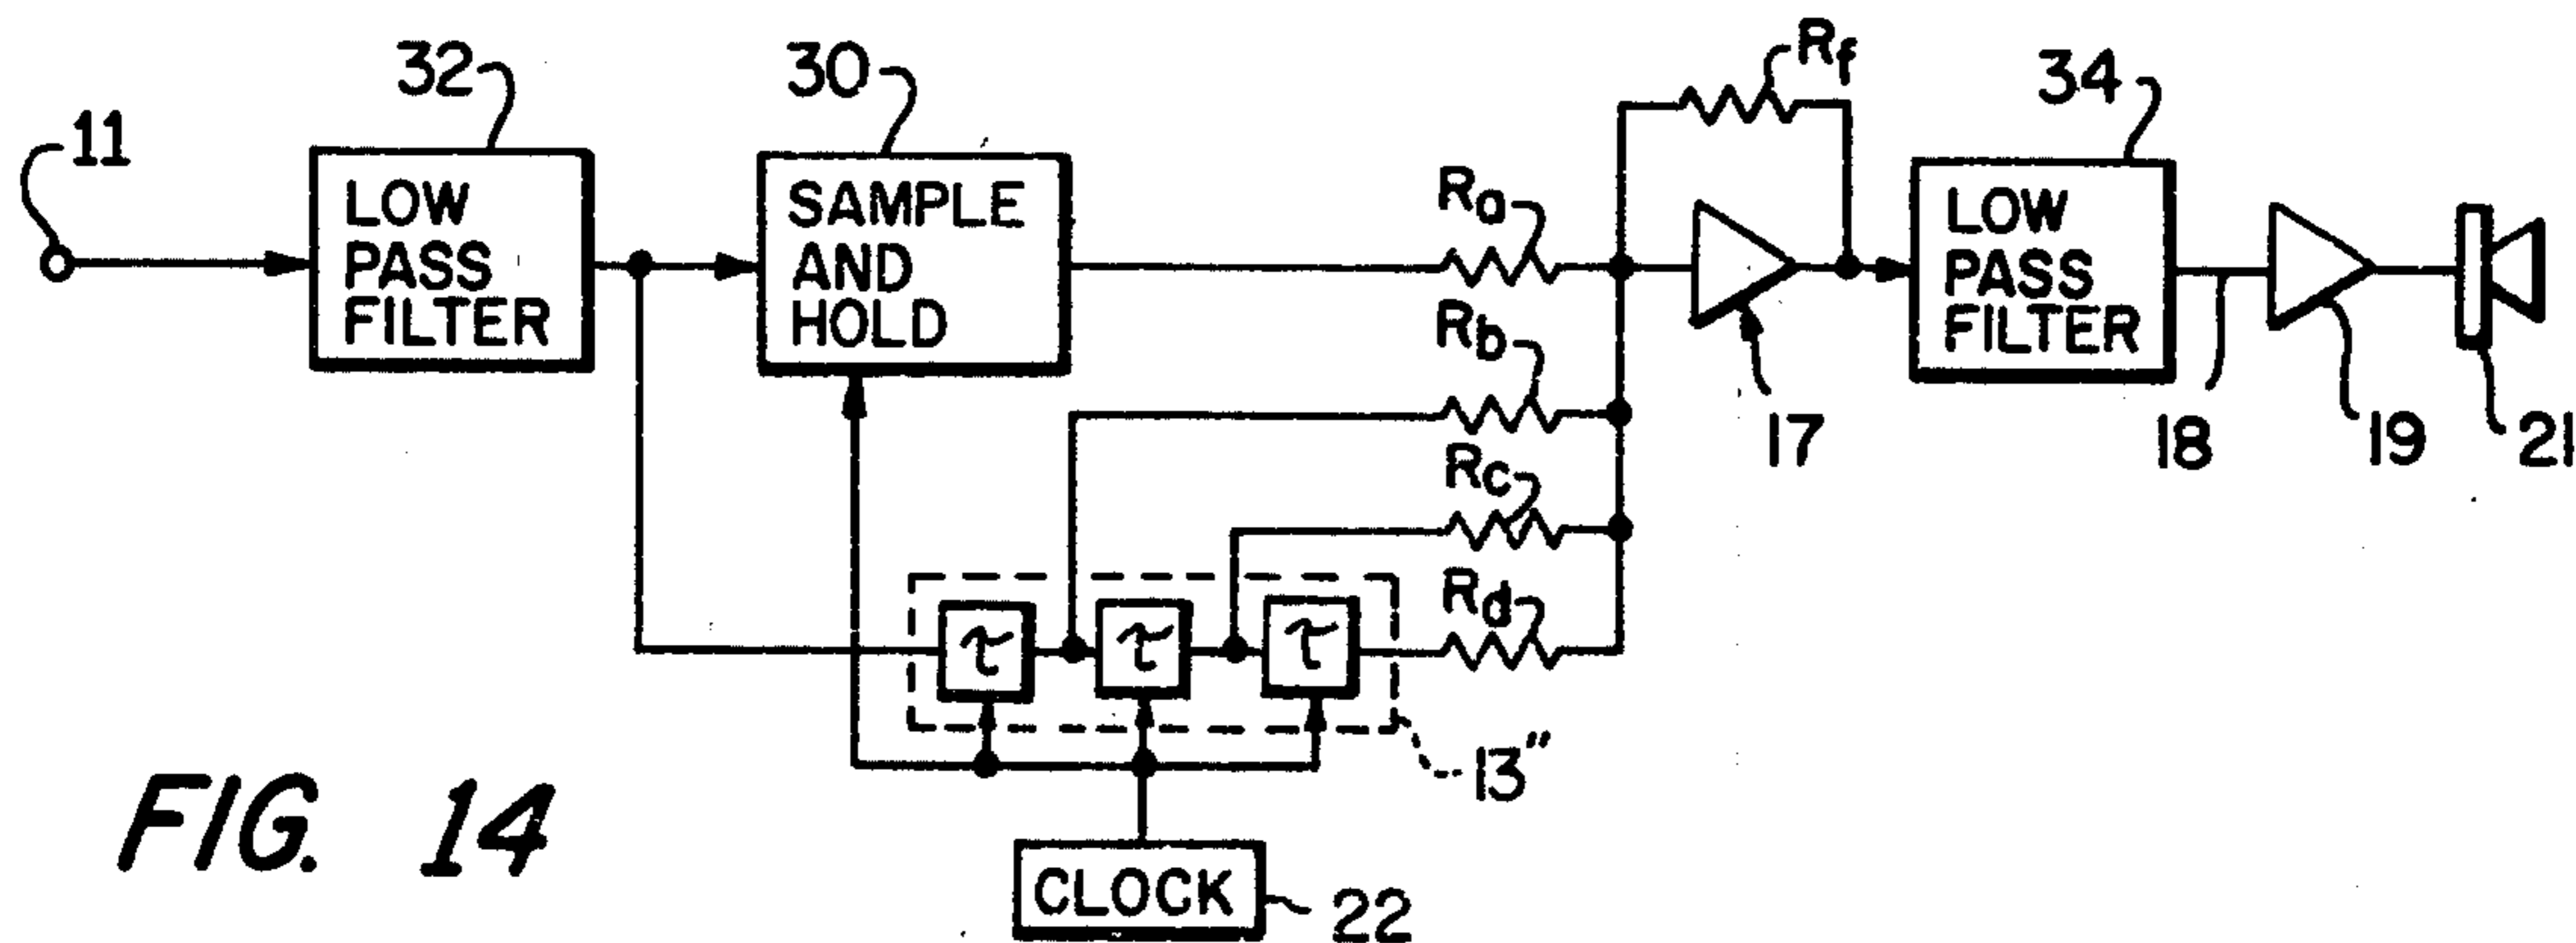 11
32
LOW
PASS
FILTER
30
SAMPLE
AND
HOLD
Ra
Rb
Rc
Rd
Rf
17
34
LOW
PASS
FILTER
18
19
21
τ τ τ
13"
CLOCK
22
FIG. 14